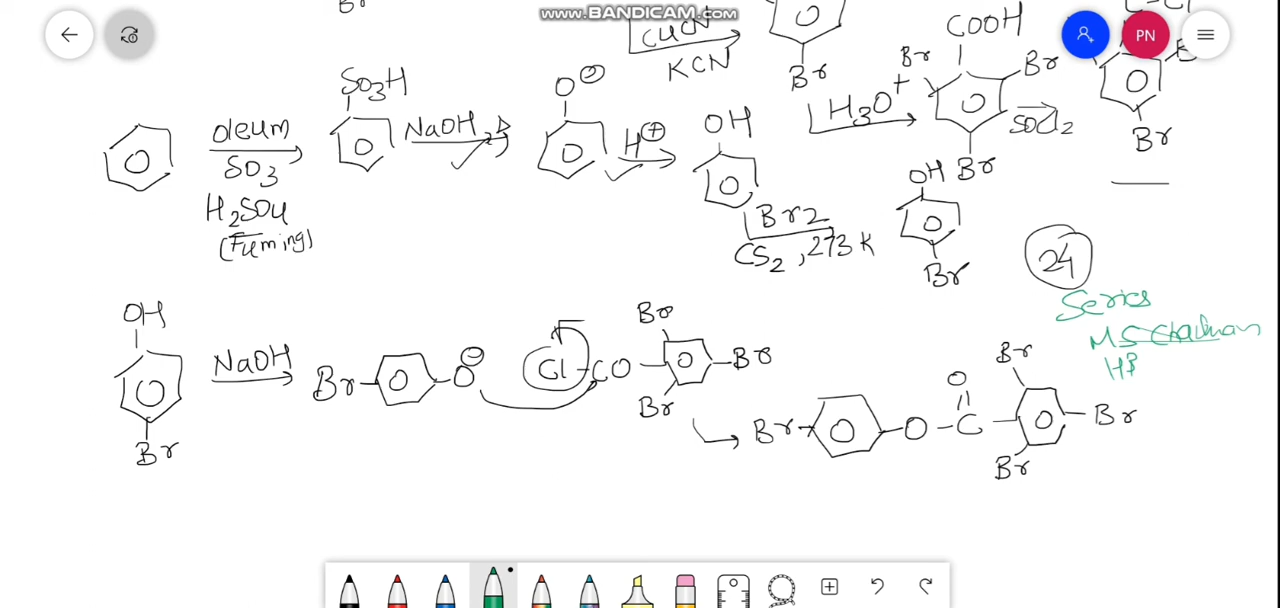 Br
www.BANDICAM.com
CUCN
KCN
Br
COOH
Br
Br
Br
H3O+
SOCl2
Br
PN
oleum
SO3
H2SO4
(Fuming)
SO3H
NaOH, Δ
O⊖
H⊕
OH
Br2
CS2, 273 K
OH
Br
24
Series
HP
OH
Br
NaOH
Br
O⊖
Cl-CO
Br
Br
Br
Br
O
O
C
Br
Br
Br